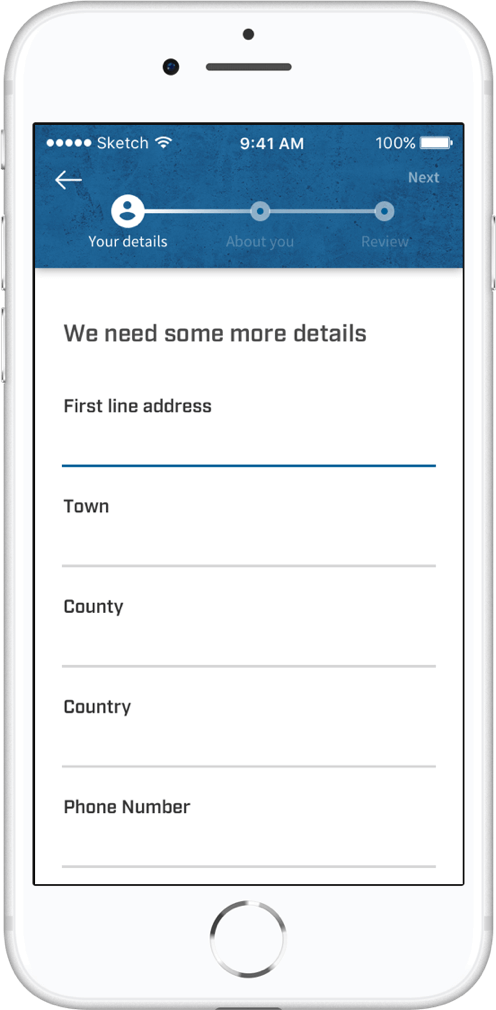 Sketch 9:41 AM 100%
Next
Your details About you Review
We need some more details
First line address
Town
County
Country
Phone Number